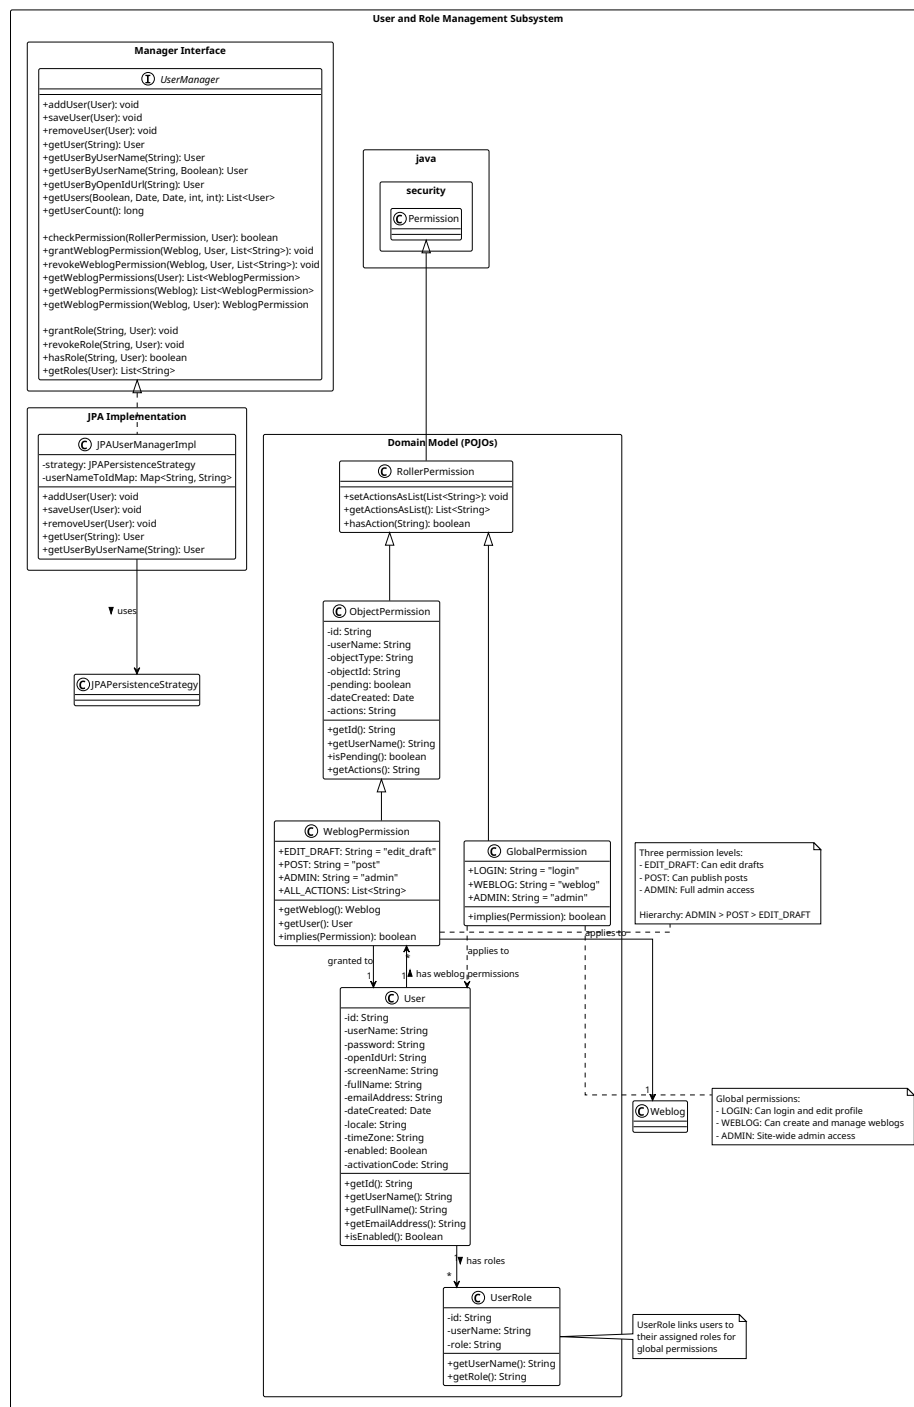 User and Role Management Subsystem
Manager Interface
I UserManager
+addUser(User): void
+saveUser(User): void
+removeUser(User): void
+getUser(String): User
+getUserByUserName(String): User
+getUserByUserName(String, Boolean): User
+getUserByOpenIdUrl(String): User
+getUsers(Boolean, Date, Date, int, int): List<User>
+getUserCount(): long
+checkPermission(RollerPermission, User): boolean
+grantWeblogPermission(Weblog, User, List<String>): void
+revokeWeblogPermission(Weblog, User, List<String>): void
+getWeblogPermissions(User): List<WeblogPermission>
+getWeblogPermissions(Weblog): List<WeblogPermission>
+getWeblogPermission(Weblog, User): WeblogPermission
+grantRole(String, User): void
+revokeRole(String, User): void
+hasRole(String, User): boolean
+getRoles(User): List<String>
java
security
C Permission
JPA Implementation
C JPAUserManagerImpl
-strategy: JPAPersistenceStrategy
-userNameToIdMap: Map<String, String>
+addUser(User): void
+saveUser(User): void
+removeUser(User): void
+getUser(String): User
+getUserByUserName(String): User
uses
C JPAPersistenceStrategy
Domain Model (POJOs)
C RollerPermission
+setActionsAsList(List<String>): void
+getActionsAsList(): List<String>
+hasAction(String): boolean
C ObjectPermission
-id: String
-userName: String
-objectType: String
-objectId: String
-pending: boolean
-dateCreated: Date
-actions: String
+getId(): String
+getUserName(): String
+isPending(): boolean
+getActions(): String
C WeblogPermission
+EDIT_DRAFT: String = "edit_draft"
+POST: String = "post"
+ADMIN: String = "admin"
+ALL_ACTIONS: List<String>
+getWeblog(): Weblog
+getUser(): User
+implies(Permission): boolean
C GlobalPermission
+LOGIN: String = "login"
+WEBLOG: String = "weblog"
+ADMIN: String = "admin"
+implies(Permission): boolean
Three permission levels:
- EDIT_DRAFT: Can edit drafts
- POST: Can publish posts
- ADMIN: Full admin access
Hierarchy: ADMIN > POST > EDIT_DRAFT
applies to
applies to
granted to
*
1
1
has weblog permissions
C User
-id: String
-userName: String
-password: String
-openIdUrl: String
-screenName: String
-fullName: String
-emailAddress: String
-dateCreated: Date
-locale: String
-timeZone: String
-enabled: Boolean
-activationCode: String
+getId(): String
+getUserName(): String
+getFullName(): String
+getEmailAddress(): String
+isEnabled(): Boolean
1
C Weblog
Global permissions:
- LOGIN: Can login and edit profile
- WEBLOG: Can create and manage weblogs
- ADMIN: Site-wide admin access
has roles
*
C UserRole
-id: String
-userName: String
-role: String
+getUserName(): String
+getRole(): String
UserRole links users to
their assigned roles for
global permissions